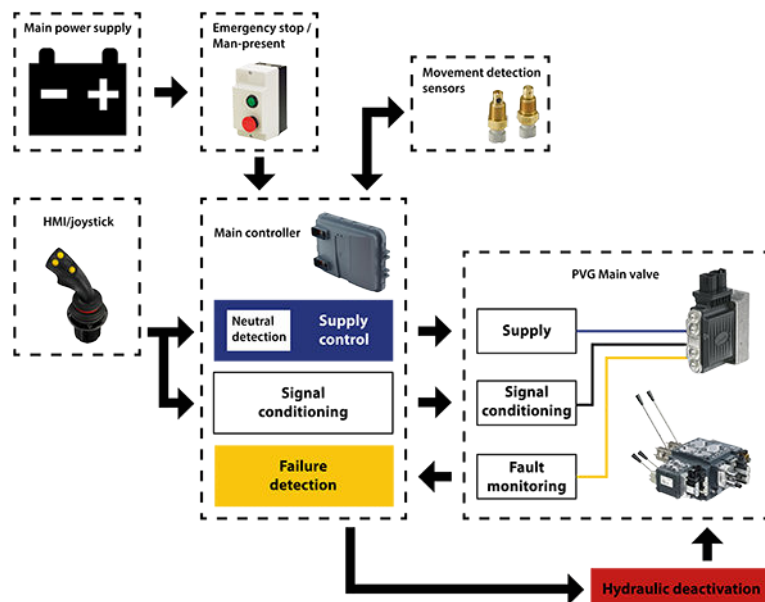 Main power supply
Emergency stop /
Man-present
Movement detection
sensors
HMI/joystick
Main controller
Neutral
detection
Supply
control
Signal
conditioning
Failure
detection
PVG Main valve
Supply
Signal
conditioning
Fault
monitoring
Hydraulic deactivation